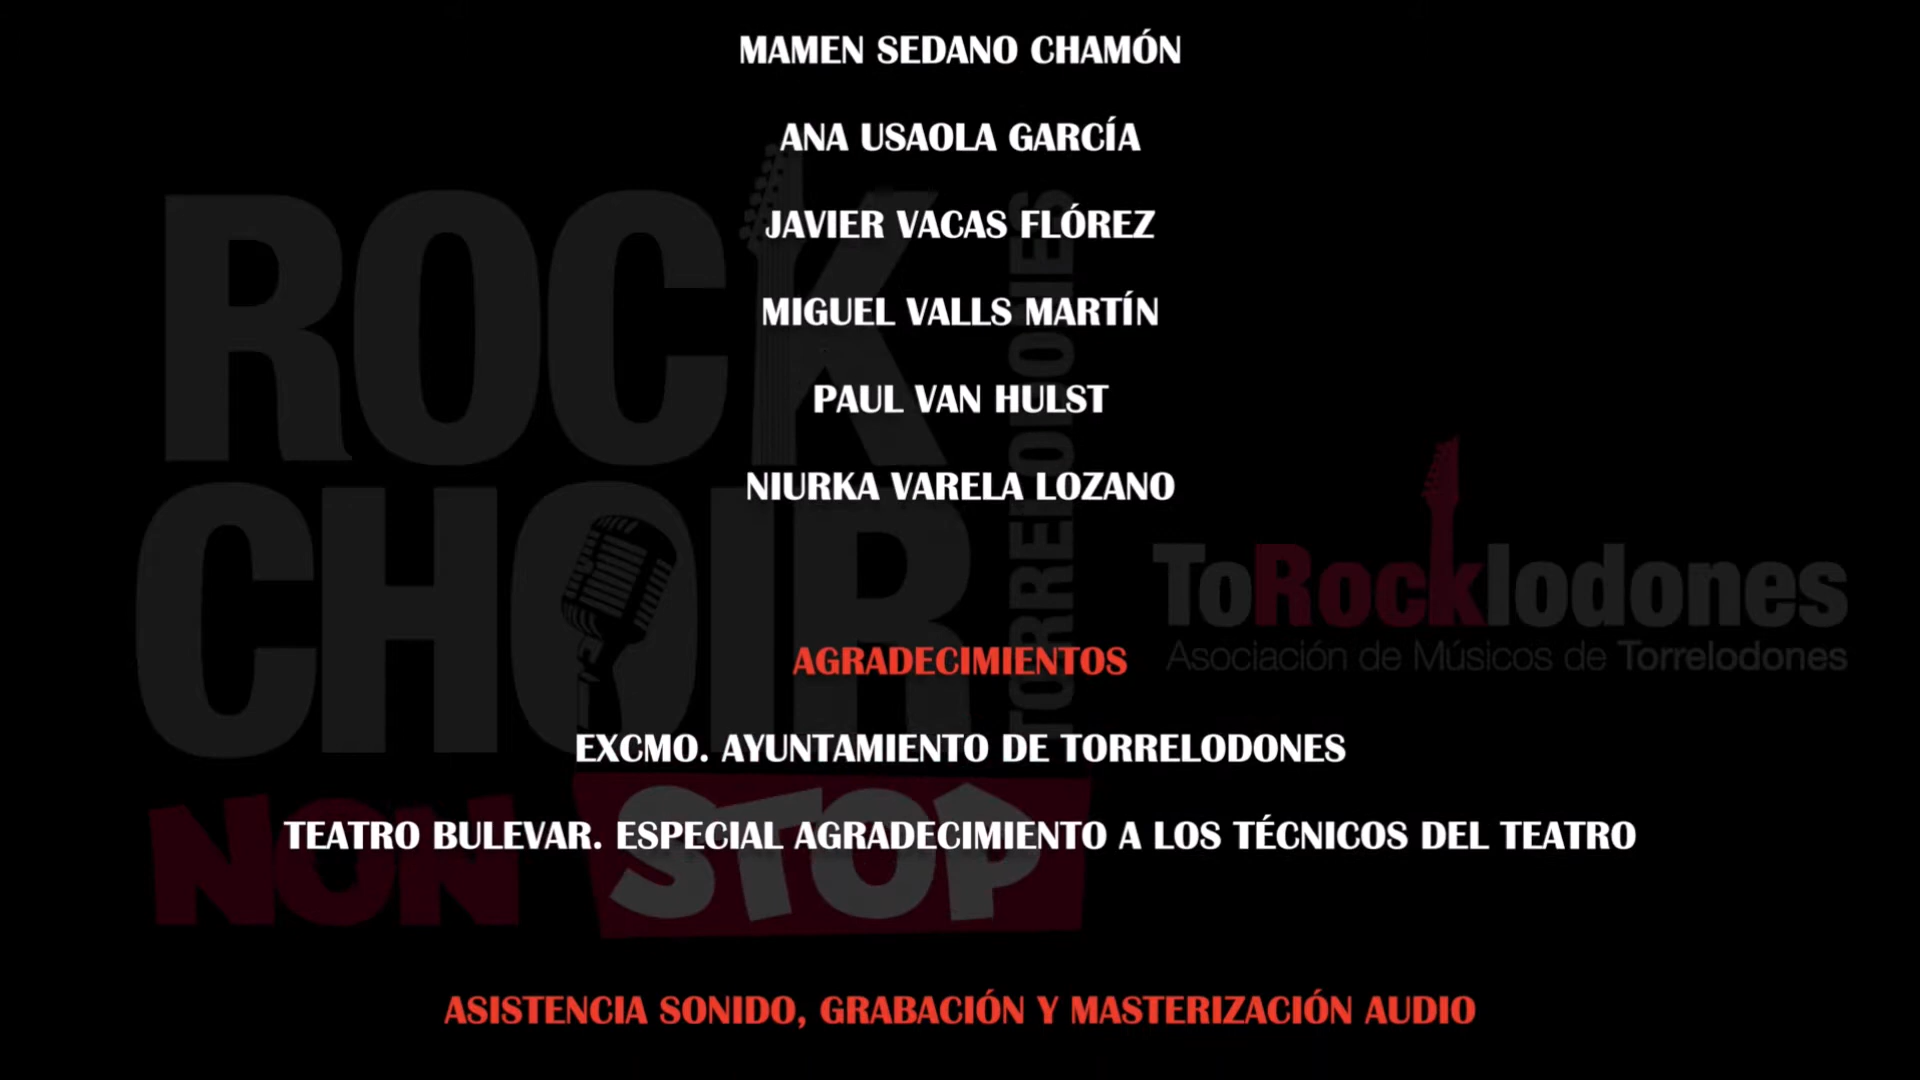 MAMEN SEDANO CHAMÓN
ANA USAOLA GARCÍA
JAVIER VACAS FLÓREZ
MIGUEL VALLS MARTÍN
PAUL VAN HULST
NIURKA VARELA LOZANO
ROCK
CHOIR
TORRELODONES
NON STOP
ToRocklodones
Asociación de Músicos de Torrelodones
AGRADECIMIENTOS
EXCMO. AYUNTAMIENTO DE TORRELODONES
TEATRO BULEVAR. ESPECIAL AGRADECIMIENTO A LOS TÉCNICOS DEL TEATRO
ASISTENCIA SONIDO, GRABACIÓN Y MASTERIZACIÓN AUDIO